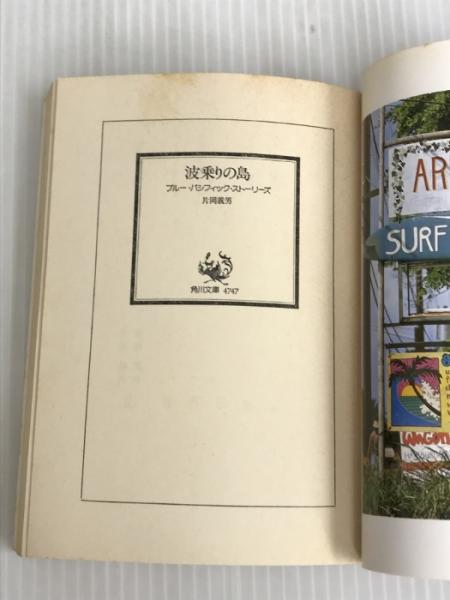 波乗りの島
ブルー・パシフィック・ストーリーズ
片岡義男
角川文庫 4747
AR
SURF
WAGON